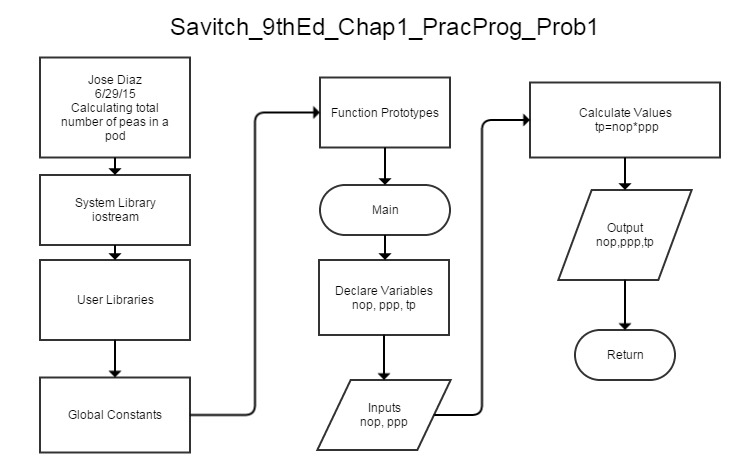 Savitch_9thEd_Chap1_PracProg_Prob1
Jose Diaz
6/29/15
Calculating total
number of peas in a
pod
System Library
iostream
User Libraries
Global Constants
Function Prototypes
Main
Declare Variables
nop, ppp, tp
Inputs
nop, ppp
Calculate Values
tp=nop*ppp
Output
nop,ppp,tp
Return